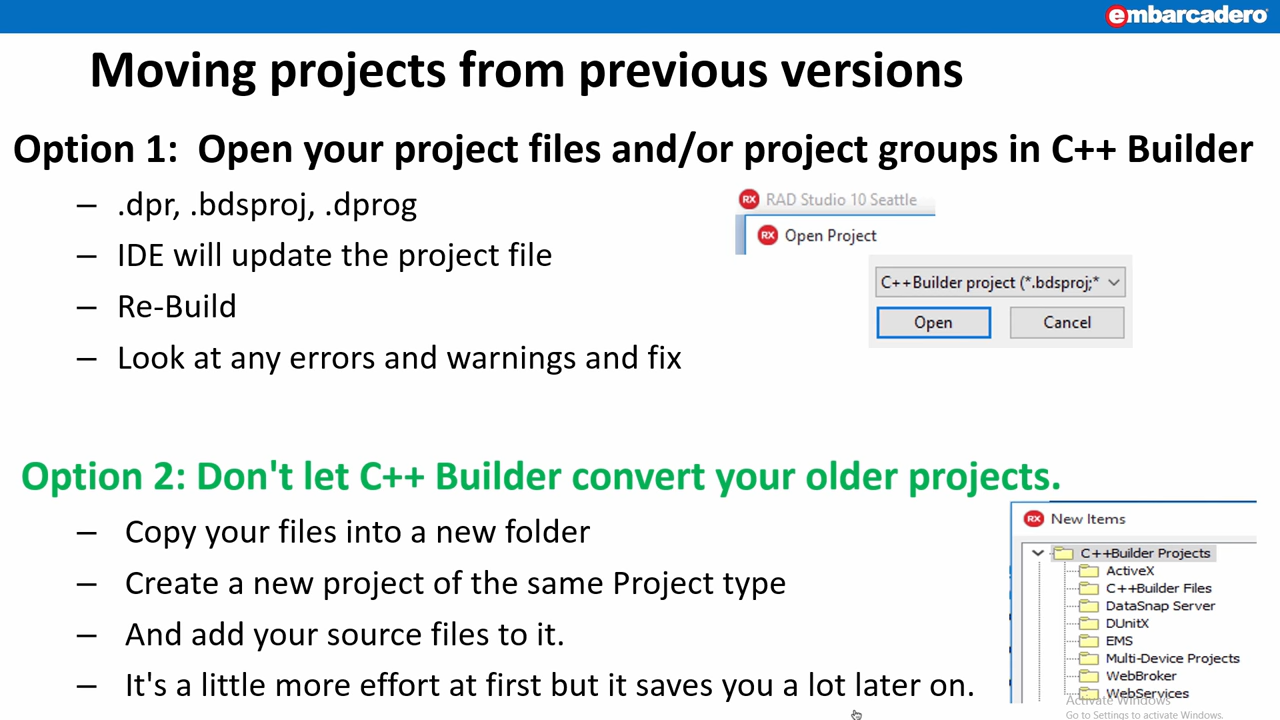 embarcadero
Moving projects from previous versions
Option 1: Open your project files and/or project groups in C++ Builder
– .dpr, .bdsproj, .dprog
– IDE will update the project file
– Re-Build
– Look at any errors and warnings and fix
RX RAD Studio 10 Seattle
RX Open Project
C++Builder project (*.bdsproj;*
Open Cancel
Option 2: Don't let C++ Builder convert your older projects.
– Copy your files into a new folder
– Create a new project of the same Project type
– And add your source files to it.
– It's a little more effort at first but it saves you a lot later on.
RX New Items
C++Builder Projects
ActiveX
C++Builder Files
DataSnap Server
DUnitX
EMS
Multi-Device Projects
WebBroker
WebServices
Activate Windows
Go to Settings to activate Windows.